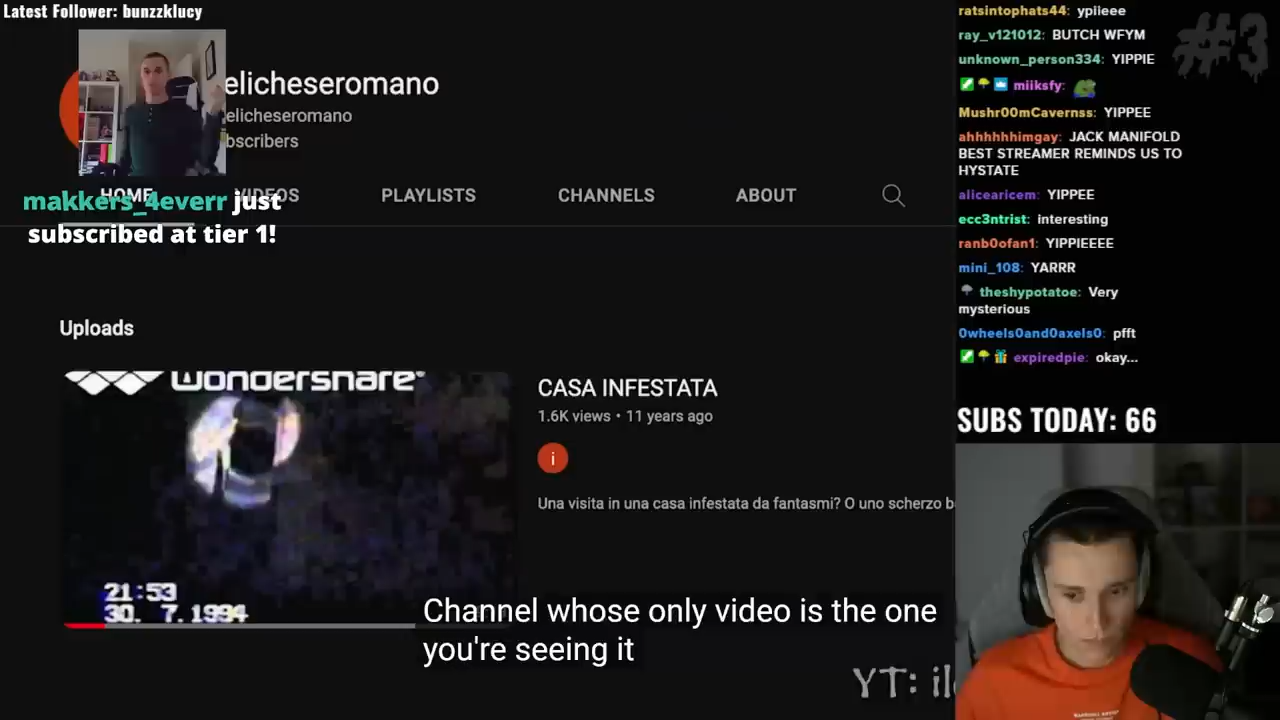 Latest Follower: bunzzklucy
elicheseromano
elicheseromano
bscribers
HOME
VIDEOS
PLAYLISTS
CHANNELS
ABOUT
makkers_4everr just
subscribed at tier 1!
Uploads
wondershare
21:53
30. 7.1994
CASA INFESTATA
1.6K views • 11 years ago
i
Una visita in una casa infestata da fantasmi? O uno scherzo b
Channel whose only video is the one
you're seeing it
YT: il
#3
ratsintophats44: ypiieee
ray_v121012: BUTCH WFYM
unknown_person334: YIPPIE
miiksfy:
Mushr00mCavernss: YIPPEE
ahhhhhhimgay: JACK MANIFOLD
BEST STREAMER REMINDS US TO
HYSTATE
alicearicem: YIPPEE
ecc3ntrist: interesting
ranb0ofan1: YIPPIEEEE
mini_108: YARRR
theshypotatoe: Very
mysterious
0wheels0and0axels0: pfft
expiredpie: okay...
SUBS TODAY: 66